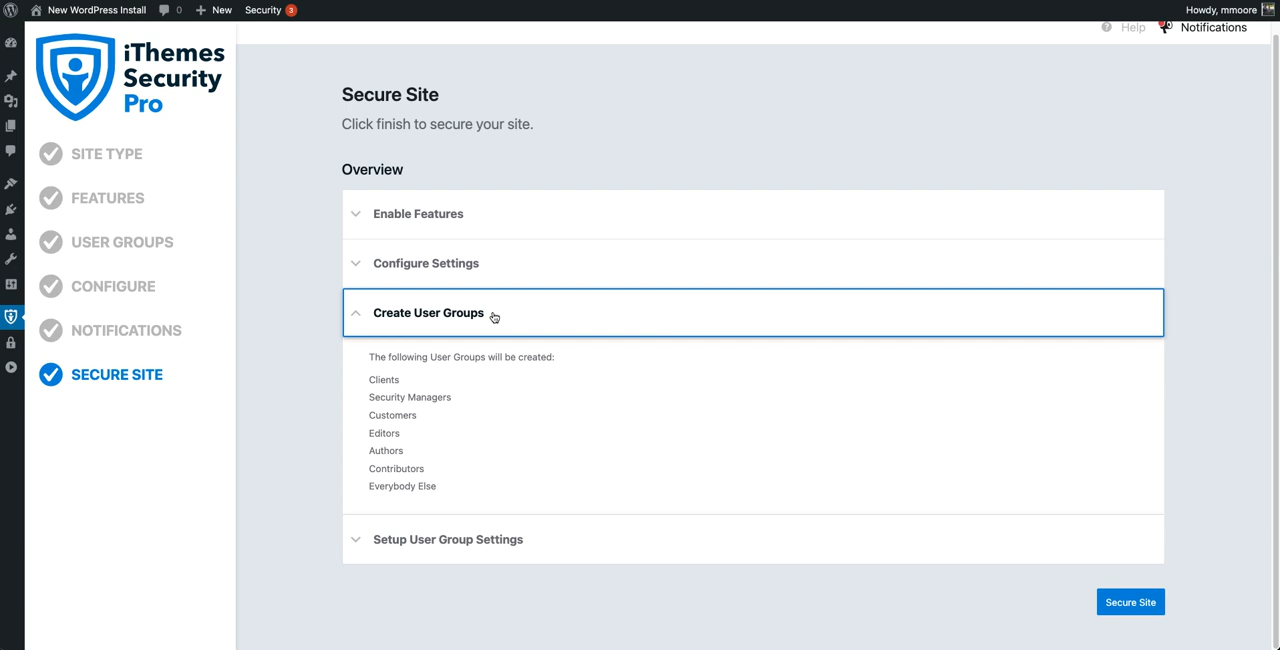 New WordPress Install 0 New Security 3 Howdy, mmoore
Help Notifications
iThemes
Security
Pro
SITE TYPE
FEATURES
USER GROUPS
CONFIGURE
NOTIFICATIONS
SECURE SITE
Secure Site
Click finish to secure your site.
Overview
Enable Features
Configure Settings
Create User Groups
The following User Groups will be created:
Clients
Security Managers
Customers
Editors
Authors
Contributors
Everybody Else
Setup User Group Settings
Secure Site